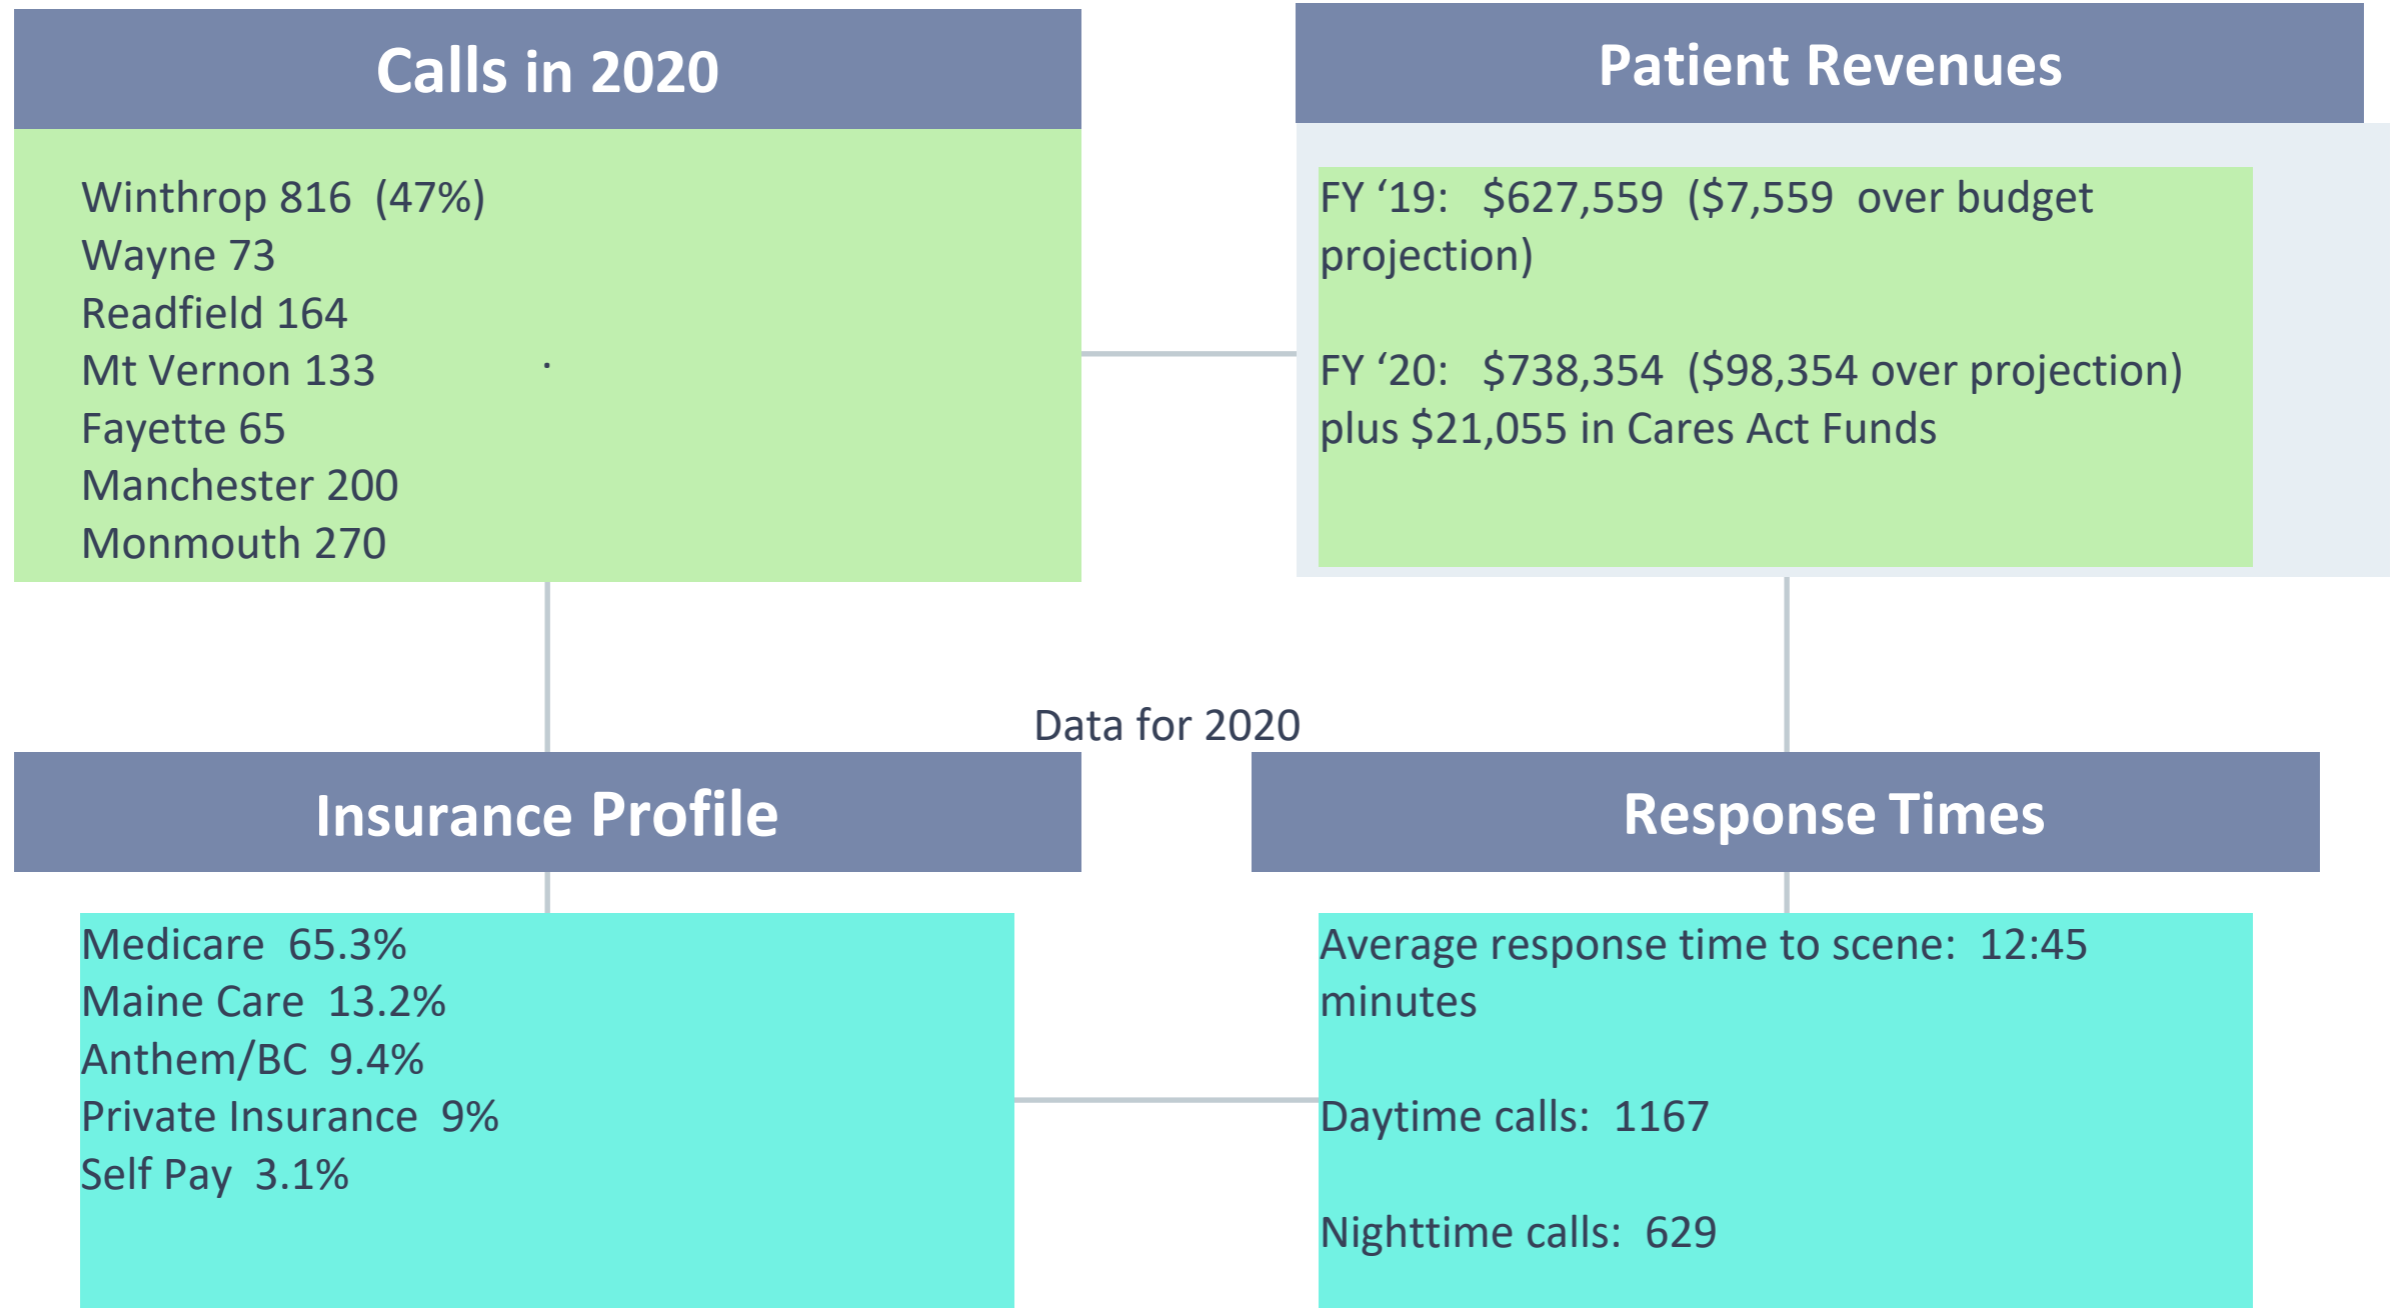 Calls in 2020
Winthrop 816 (47%)
Wayne 73
Readfield 164
Mt Vernon 133 .
Fayette 65
Manchester 200
Monmouth 270
Patient Revenues
FY ‘19: $627,559 ($7,559 over budget
projection)
FY ‘20: $738,354 ($98,354 over projection)
plus $21,055 in Cares Act Funds
Data for 2020
Insurance Profile
Medicare 65.3%
Maine Care 13.2%
Anthem/BC 9.4%
Private Insurance 9%
Self Pay 3.1%
Response Times
Average response time to scene: 12:45
minutes
Daytime calls: 1167
Nighttime calls: 629